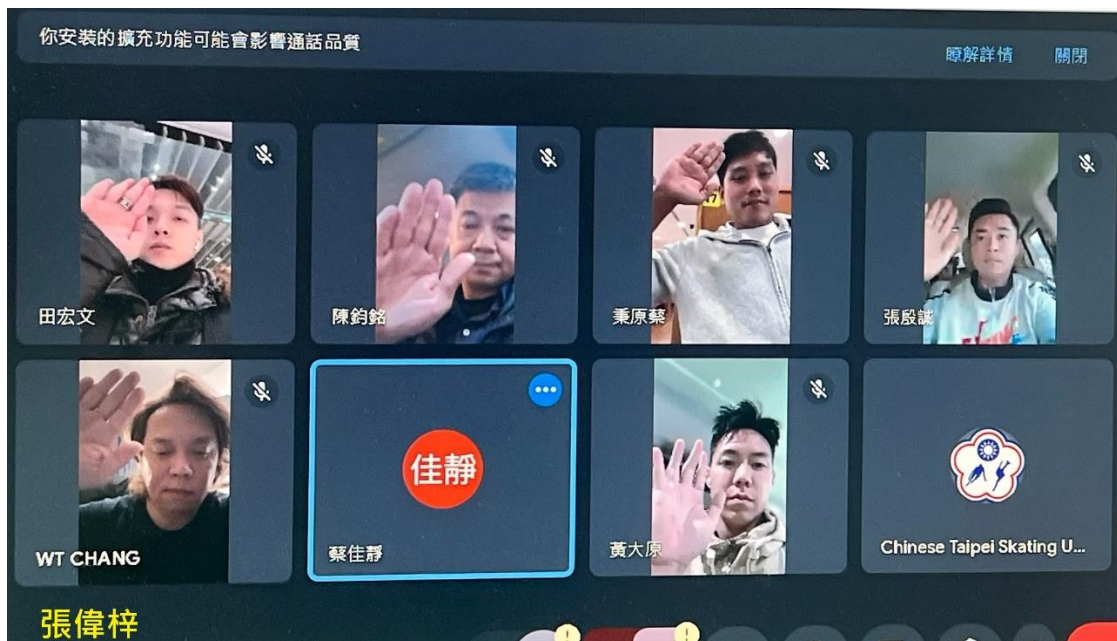 你安裝的擴充功能可能會影響通話品質
瞭解詳情
關閉
田宏文
陳鈞銘
秉原蔡
張殷誠
WT CHANG
佳靜
蔡佳靜
黃大原
Chinese Taipei Skating U...
張偉梓